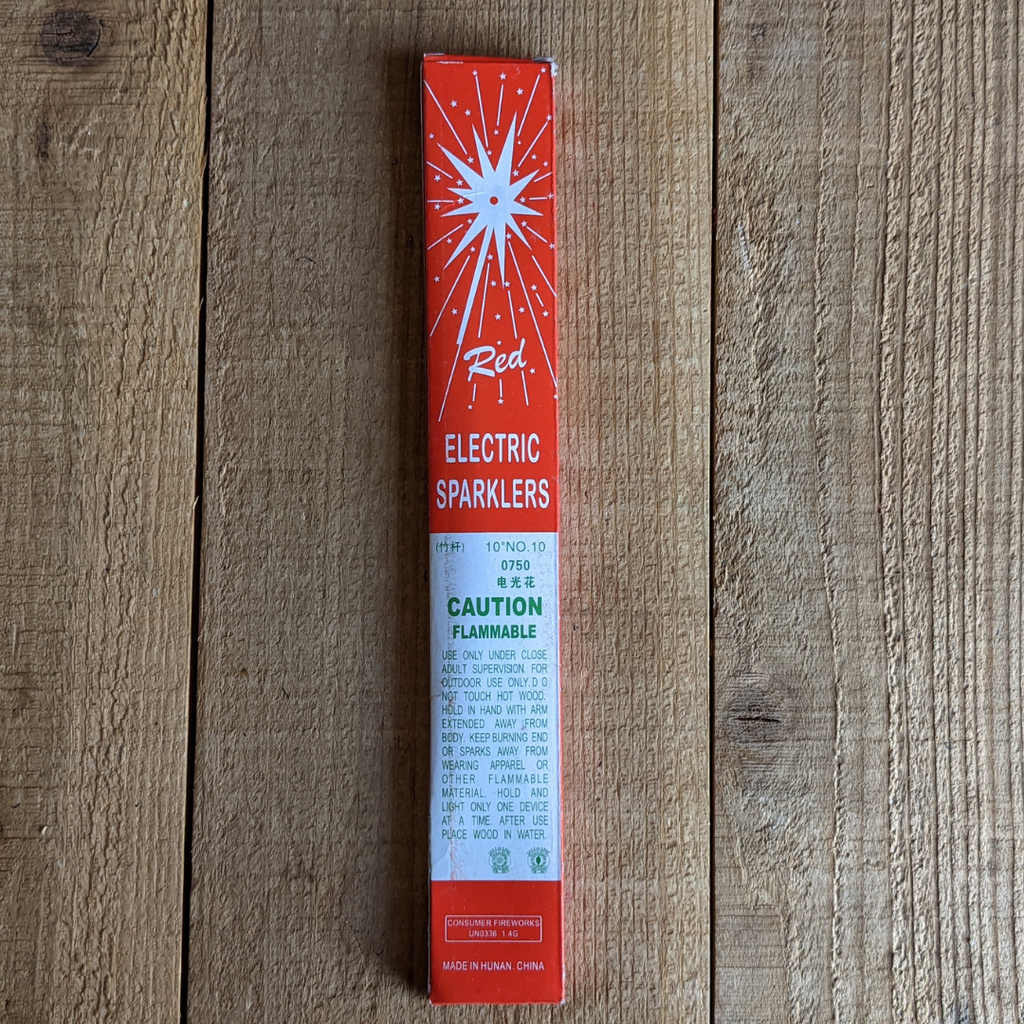 Red
ELECTRIC
SPARKLERS
(竹杆) 10"NO.10
0750
电光花
CAUTION
FLAMMABLE
USE ONLY UNDER CLOSE
ADULT SUPERVISION. FOR
OUTDOOR USE ONLY.D O
NOT TOUCH HOT WOOD.
HOLD IN HAND WITH ARM
EXTENDED AWAY FROM
BODY. KEEP BURNING END
OR SPARKS AWAY FROM
WEARING APPAREL OR
OTHER FLAMMABLE
MATERIAL. HOLD AND
LIGHT ONLY ONE DEVICE
AT A TIME. AFTER USE
PLACE WOOD IN WATER.
CONSUMER FIREWORKS
UN0336 1.4G
MADE IN HUNAN. CHINA